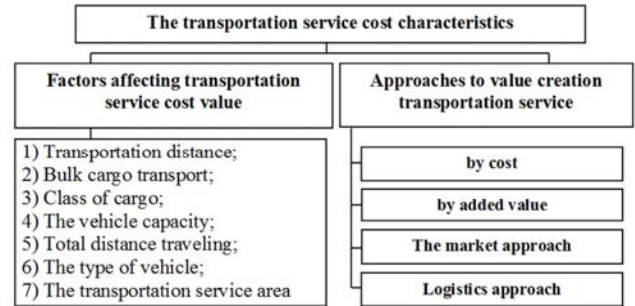 The transportation service cost characteristics
Factors affecting transportation
service cost value
1) Transportation distance;
2) Bulk cargo transport;
3) Class of cargo;
4) The vehicle capacity;
5) Total distance traveling;
6) The type of vehicle;
7) The transportation service area
Approaches to value creation
transportation service
by cost
by added value
The market approach
Logistics approach